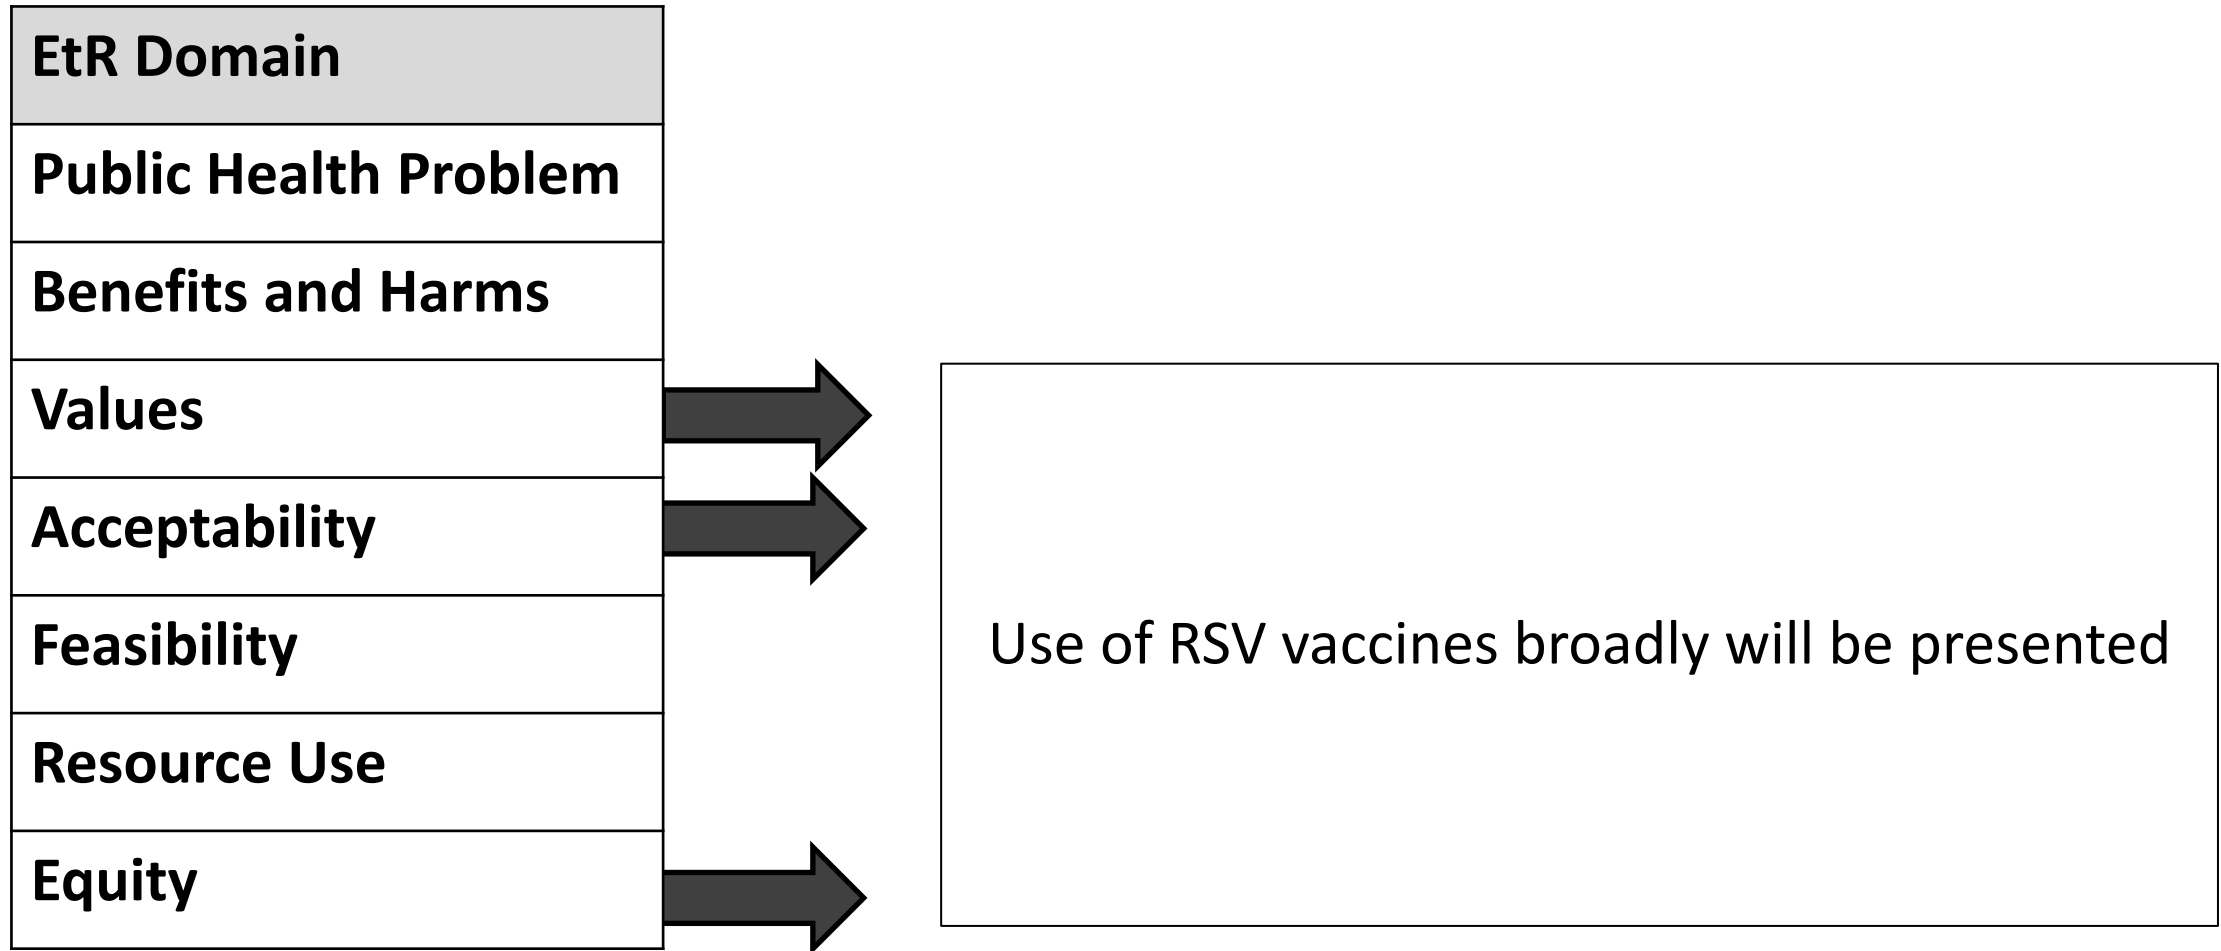 EtR Domain
Public Health Problem
Benefits and Harms
Values
Acceptability
Feasibility
Resource Use
Equity
Use of RSV vaccines broadly will be presented